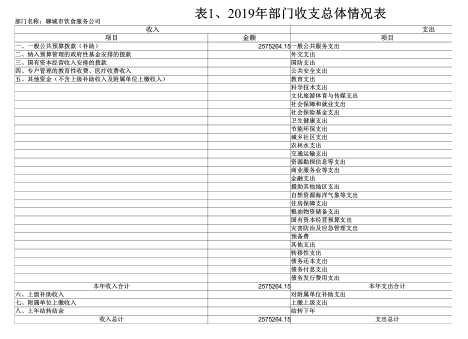 表1、2019年部门收支总体情况表
部门名称：聊城市饮食服务公司
收入 支出
项目 金额 项目
一、一般公共预算拨款（补助） 2575264.15 一般公共服务支出
二、纳入预算管理的政府性基金安排的拨款 外交支出
三、国有资本经营收入安排的拨款 国防支出
四、专户管理的教育性收费、医疗收费收入 公共安全支出
五、其他资金（不含上级补助收入及附属单位上缴收入） 教育支出
科学技术支出
文化旅游体育与传媒支出
社会保障和就业支出
社会保险基金支出
卫生健康支出
节能环保支出
城乡社区支出
农林水支出
交通运输支出
资源勘探信息等支出
商业服务业等支出
金融支出
援助其他地区支出
自然资源海洋气象等支出
住房保障支出
粮油物资储备支出
国有资本经营预算支出
灾害防治及应急管理支出
预备费
其他支出
转移性支出
债务还本支出
债务付息支出
债务发行费用支出
本年收入合计 2575264.15 本年支出合计
六、上级补助收入 对附属单位补助支出
七、附属单位上缴收入 上缴上级支出
八、上年结转结余 结转下年
收入总计 2575264.15 支出总计